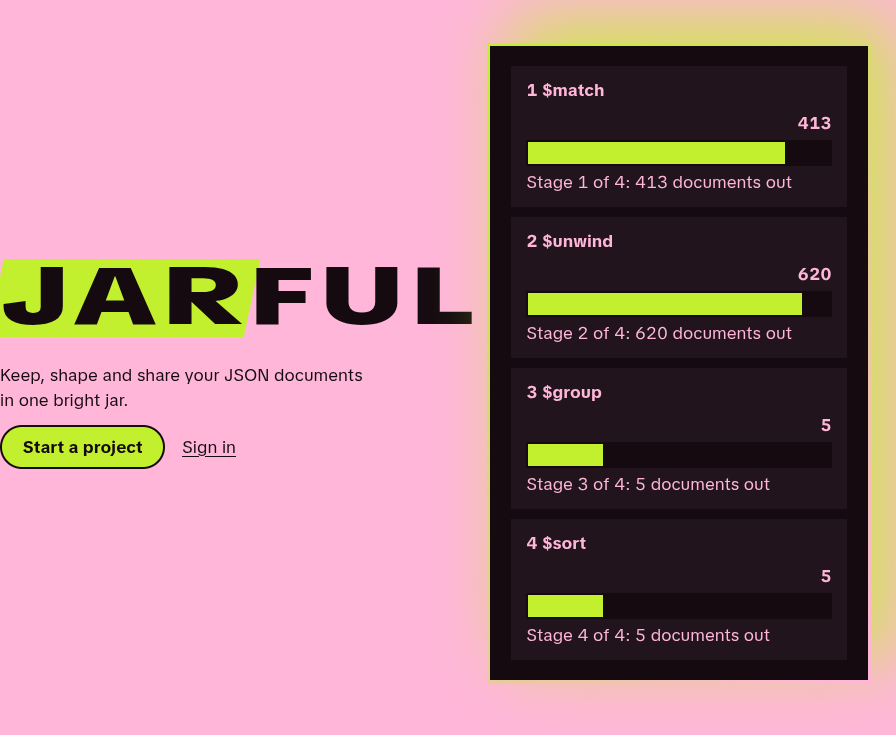 JARFUL
Keep, shape and share your JSON documents
in one bright jar.
Start a project
Sign in
1 $match
413
Stage 1 of 4: 413 documents out
2 $unwind
620
Stage 2 of 4: 620 documents out
3 $group
5
Stage 3 of 4: 5 documents out
4 $sort
5
Stage 4 of 4: 5 documents out